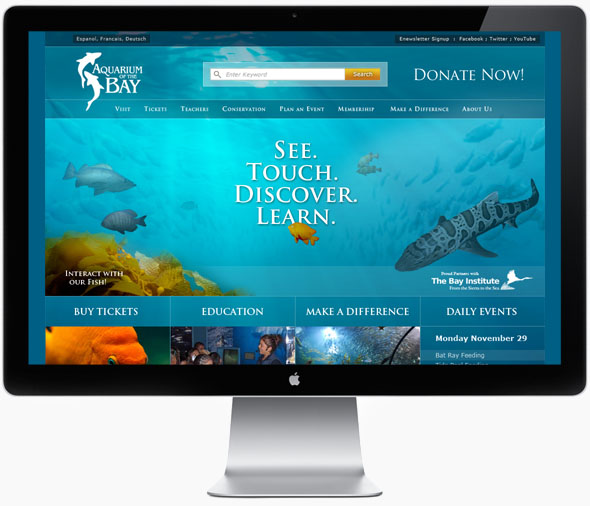 Espanol, Francais, Deutsch
Enewsletter Signup | Facebook | Twitter | YouTube
AQUARIUM
OF THE
BAY
Enter Keyword
Search
DONATE NOW!
VISIT TICKETS TEACHERS CONSERVATION PLAN AN EVENT MEMBERSHIP MAKE A DIFFERENCE ABOUT US
SEE.
TOUCH.
DISCOVER.
LEARN.
INTERACT WITH
OUR FISH!
Proud Partners with
The Bay Institute
From the Sierra to the Sea
BUY TICKETS
EDUCATION
MAKE A DIFFERENCE
DAILY EVENTS
Monday November 29
Bat Ray Feeding
Tide Pool Feeding